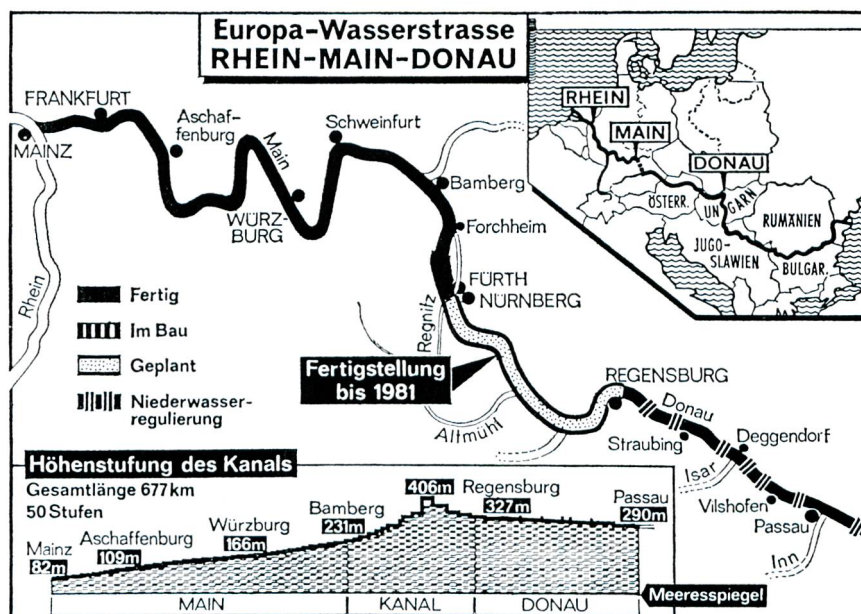 Europa-Wasserstrasse
RHEIN-MAIN-DONAU
FRANKFURT
MAINZ
Aschaf-
fenburg
Main
WÜRZ-
BURG
Schweinfurt
Bamberg
Forchheim
FÜRTH
NÜRNBERG
Rhein
Regnitz
Altmühl
Fertigstellung
bis 1981
REGENSBURG
Donau
Straubing
Deggendorf
Isar
Vilshofen
Passau
Inn
RHEIN
MAIN
DONAU
ÖSTERR.
UNGARN
RUMÄNIEN
JUGO-
SLAWIEN
BULGAR.
Fertig
Im Bau
Geplant
Niederwasser-
regulierung
Höhenstufung des Kanals
Gesamtlänge 677 km
50 Stufen
Mainz
82m
Aschaffenburg
109m
Würzburg
166m
Bamberg
231m
406m
Regensburg
327m
Passau
290m
Meeresspiegel
MAIN
KANAL
DONAU